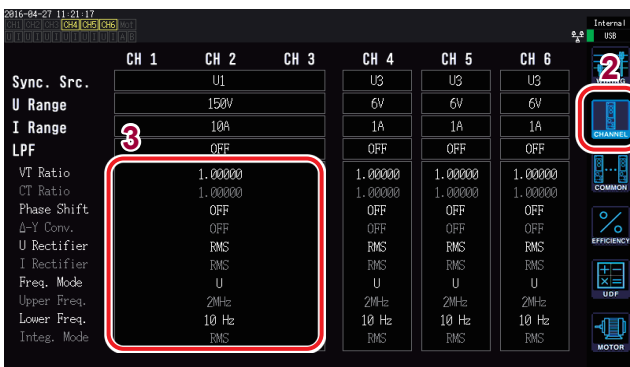 2016-04-27 11:21:17
CH1 CH2 CH3 CH4 CH5 CH6 Mot
U I U I U I U I U I U I A B
Internal
USB
CH 1 CH 2 CH 3 CH 4 CH 5 CH 6
2
Sync. Src. U1 U3 U3 U3
U Range 150V 6V 6V 6V
CHANNEL
I Range 10A 1A 1A 1A
3
LPF OFF OFF OFF OFF
VT Ratio 1.00000 1.00000 1.00000 1.00000
COMMON
CT Ratio 1.00000 1.00000 1.00000 1.00000
Phase Shift OFF OFF OFF OFF
Δ-Y Conv. OFF OFF OFF OFF
EFFICIENCY
U Rectifier RMS RMS RMS RMS
I Rectifier RMS RMS RMS RMS
Freq. Mode U U U U
UDF
Upper Freq. 2MHz 2MHz 2MHz 2MHz
Lower Freq. 10 Hz 10 Hz 10 Hz 10 Hz
Integ. Mode RMS RMS RMS RMS
MOTOR